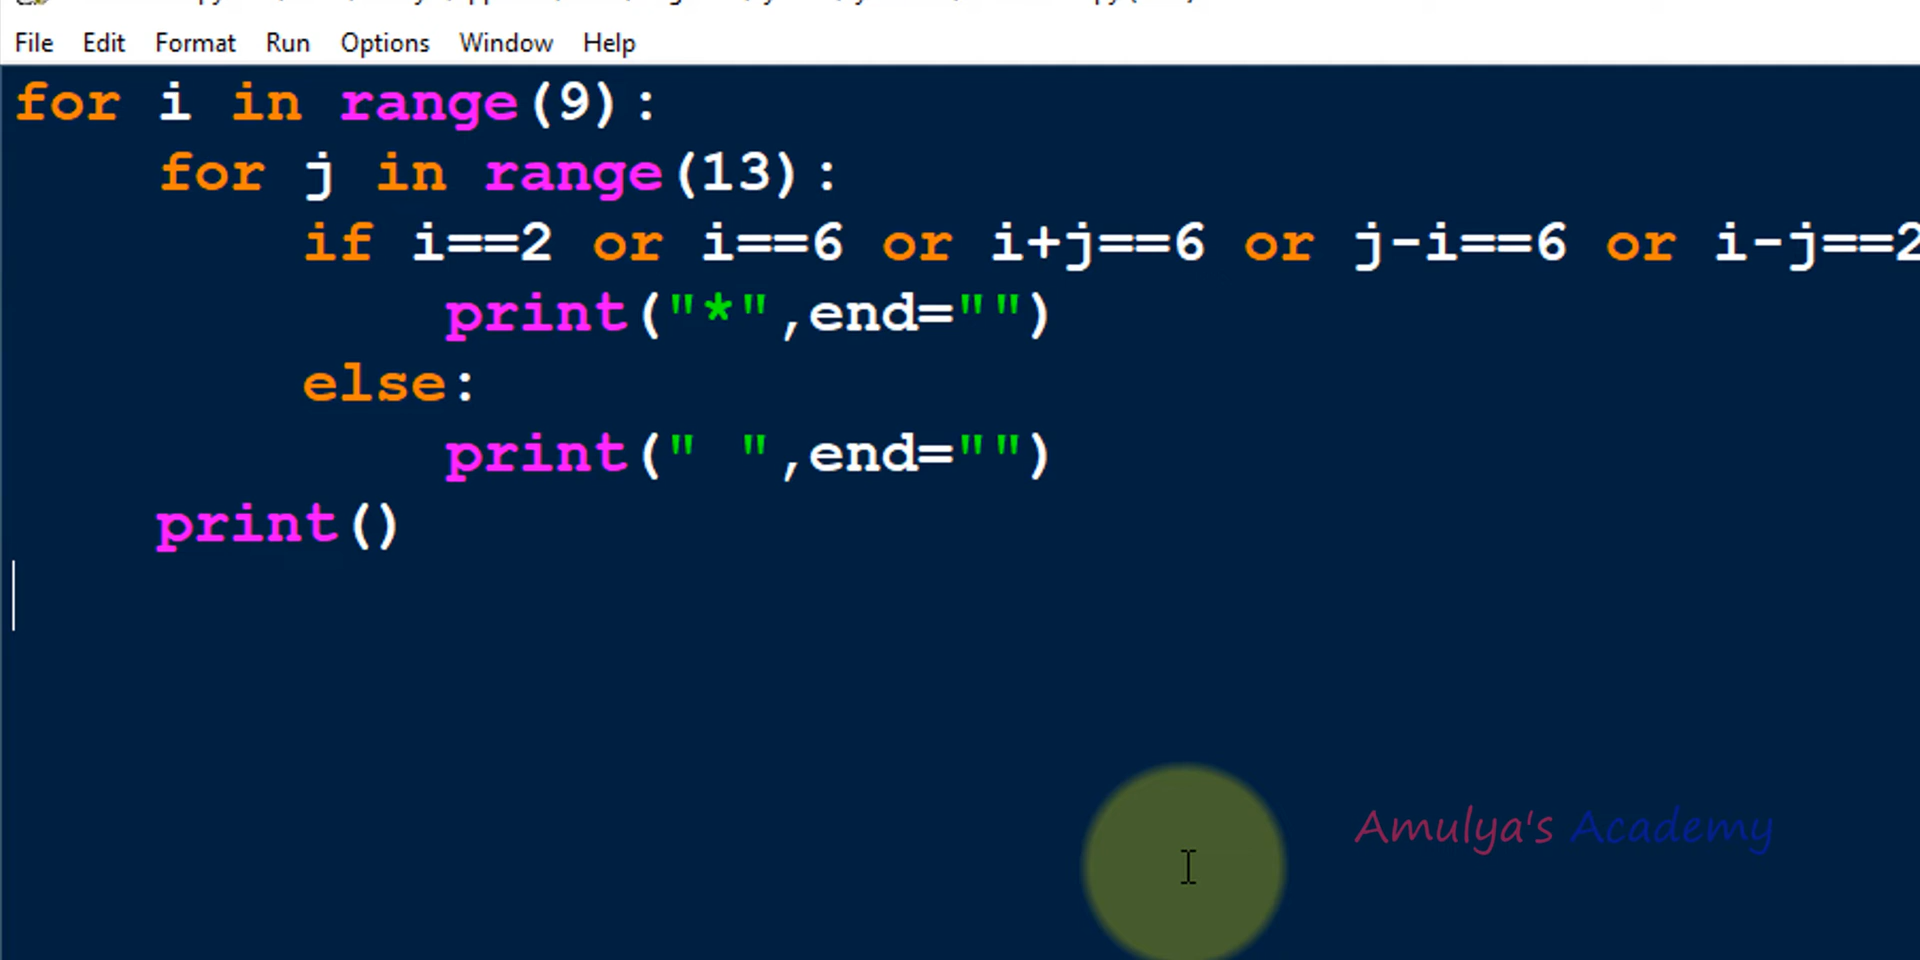 File Edit Format Run Options Window Help
for i in range(9):
    for j in range(13):
        if i==2 or i==6 or i+j==6 or j-i==6 or i-j==2
            print("*",end="")
        else:
            print(" ",end="")
    print()
Amulya's Academy